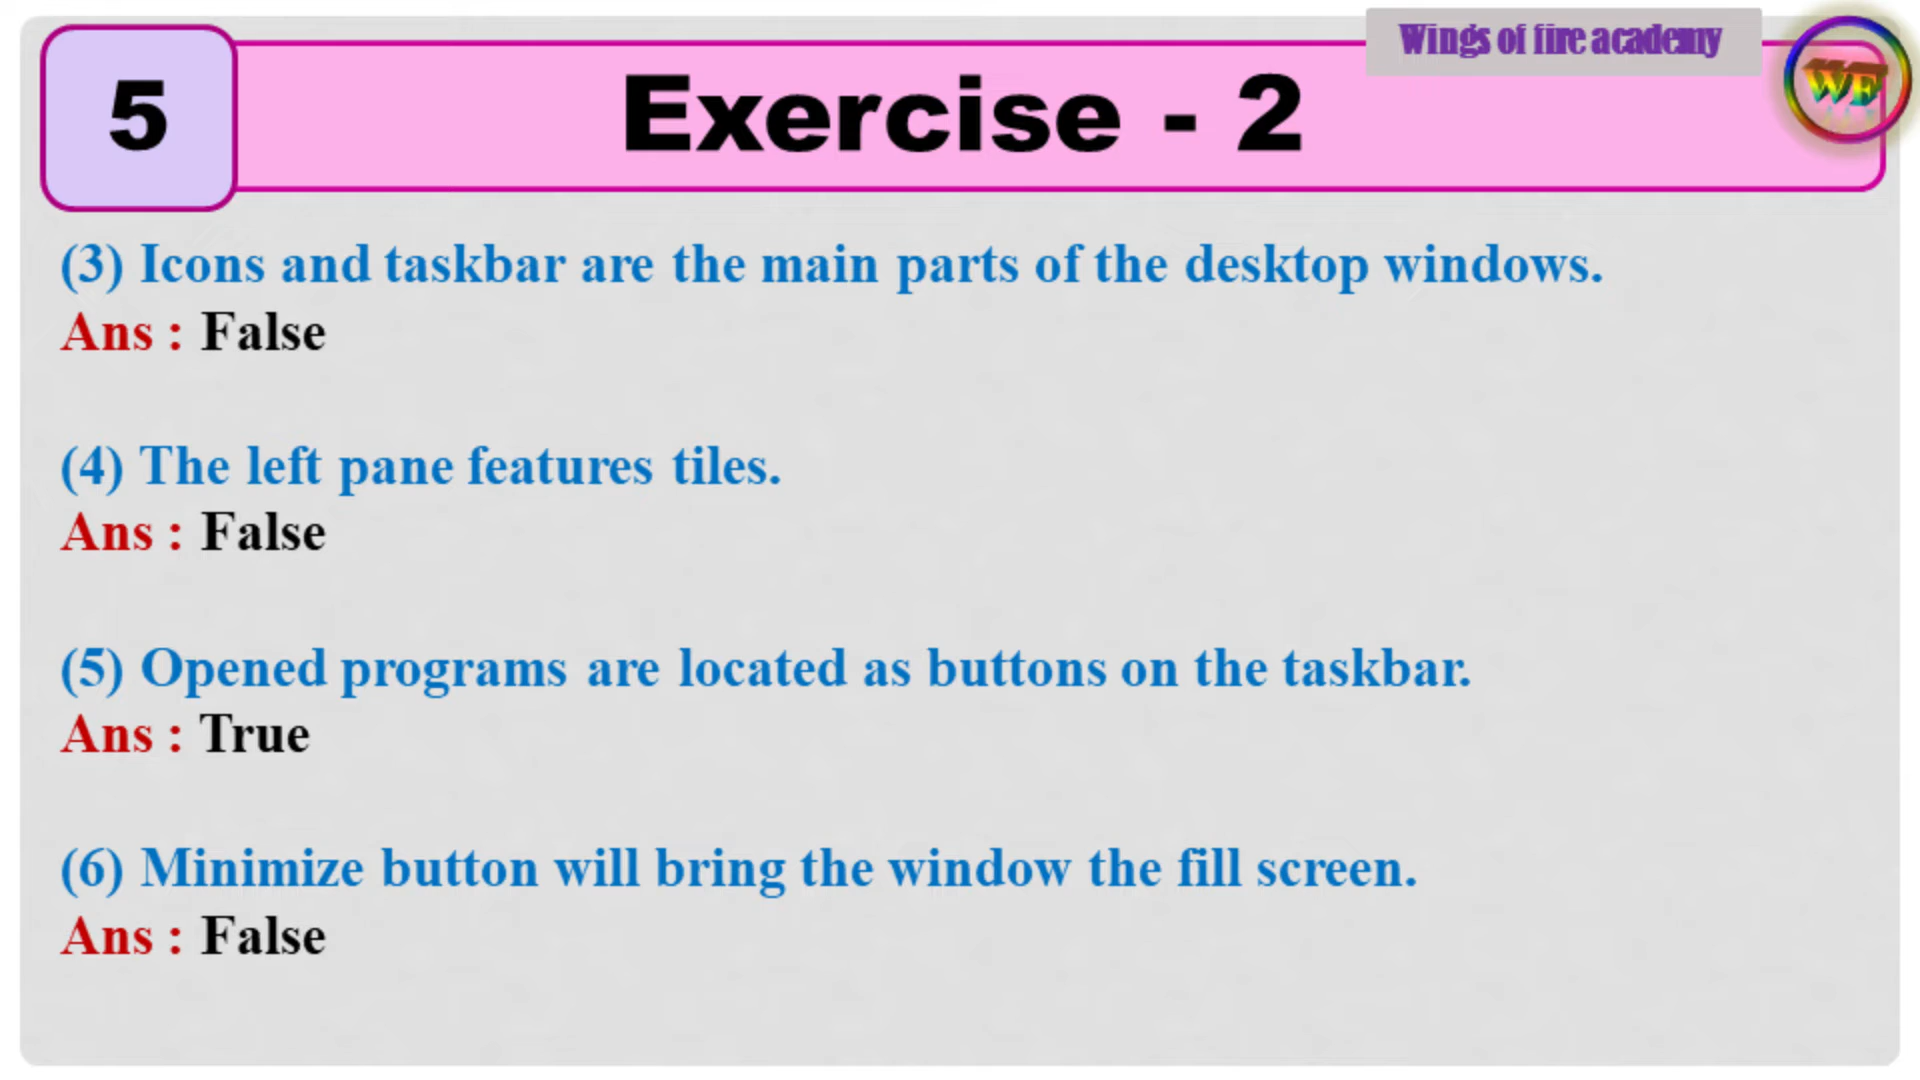 Wings of fire academy
WF
5
Exercise - 2
(3) Icons and taskbar are the main parts of the desktop windows.
Ans : False
(4) The left pane features tiles.
Ans : False
(5) Opened programs are located as buttons on the taskbar.
Ans : True
(6) Minimize button will bring the window the fill screen.
Ans : False